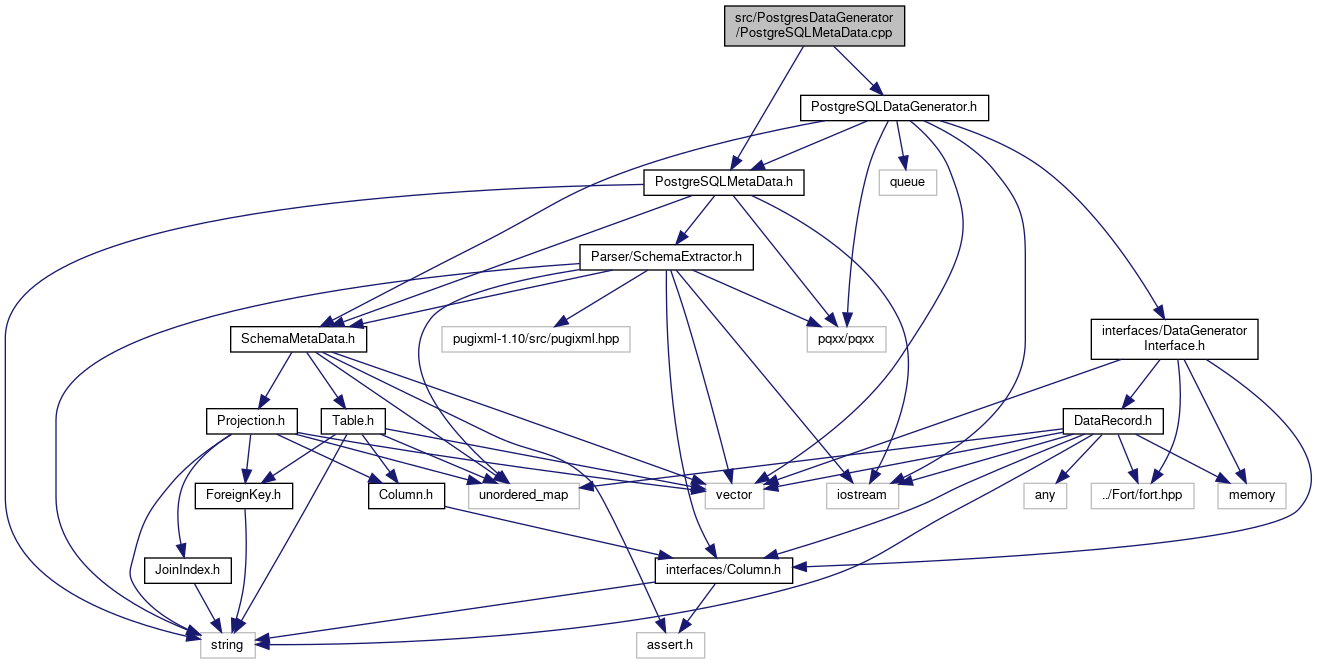 src/PostgresDataGenerator
/PostgreSQLMetaData.cpp
PostgreSQLDataGenerator.h
PostgreSQLMetaData.h
queue
Parser/SchemaExtractor.h
SchemaMetaData.h
pugixml-1.10/src/pugixml.hpp
pqxx/pqxx
interfaces/DataGenerator
Interface.h
Projection.h
Table.h
DataRecord.h
ForeignKey.h
Column.h
unordered_map
vector
iostream
any
../Fort/fort.hpp
memory
JoinIndex.h
interfaces/Column.h
string
assert.h